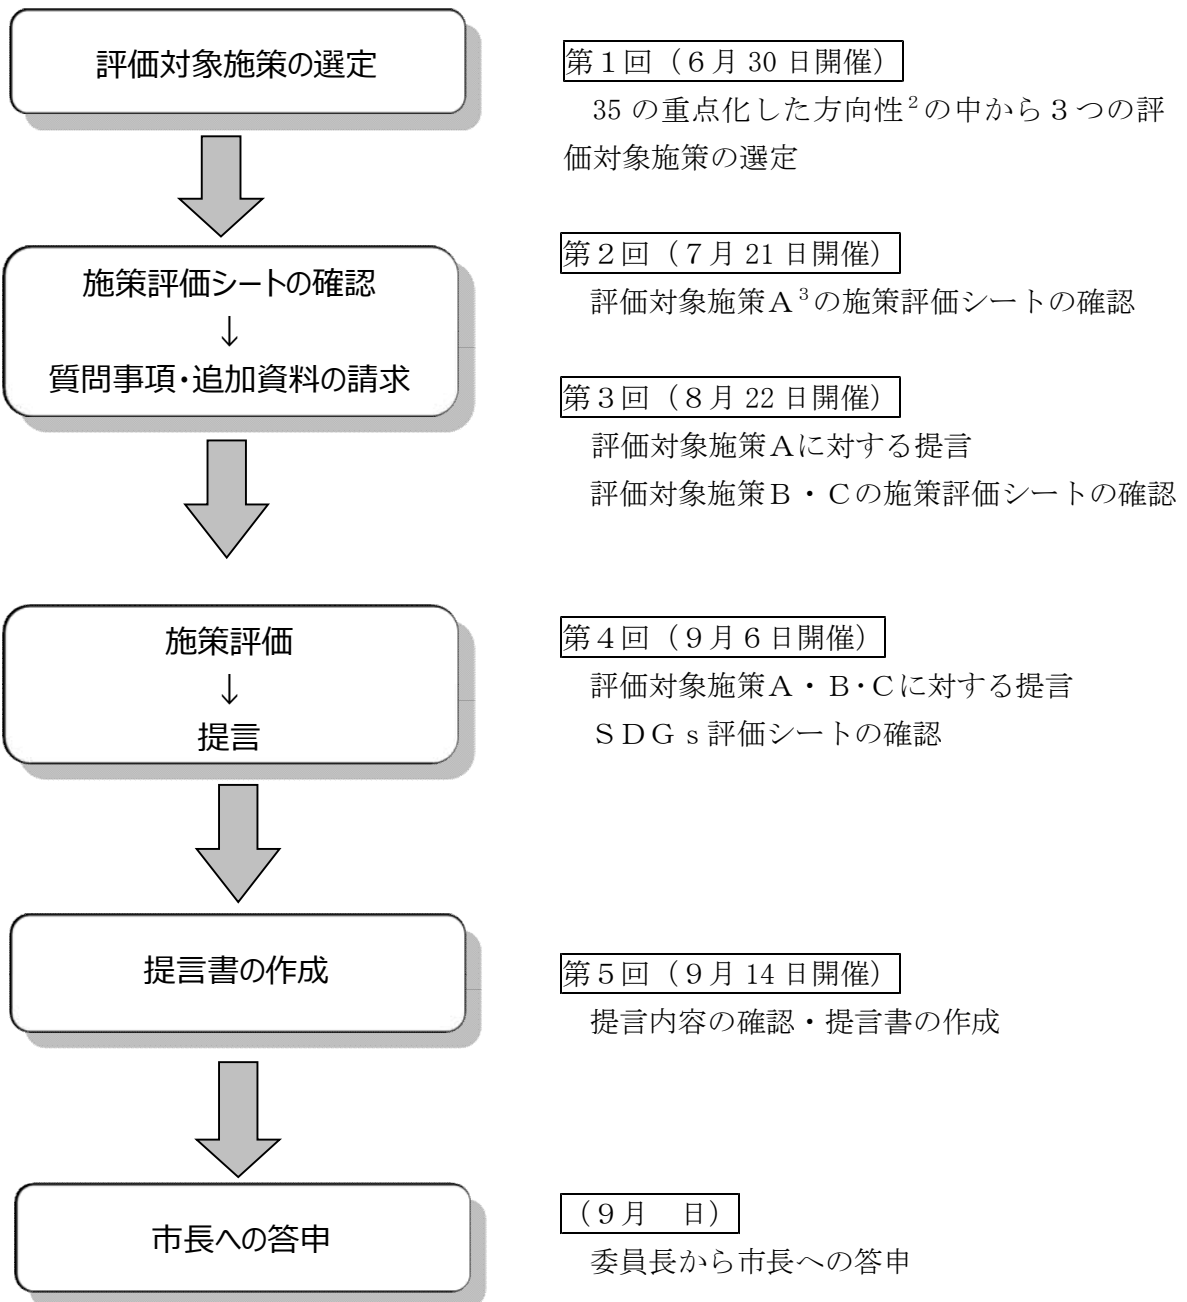 評価対象施策の選定
第１回（６月 30 日開催）
35 の重点化した方向性²の中から３つの評
価対象施策の選定
施策評価シートの確認
↓
質問事項・追加資料の請求
第２回（７月 21 日開催）
評価対象施策Ａ³の施策評価シートの確認
第３回（８月 22 日開催）
評価対象施策Ａに対する提言
評価対象施策Ｂ・Ｃの施策評価シートの確認
施策評価
↓
提言
第４回（９月６日開催）
評価対象施策Ａ・Ｂ・Ｃに対する提言
ＳＤＧｓ評価シートの確認
提言書の作成
第５回（９月 14 日開催）
提言内容の確認・提言書の作成
市長への答申
（９月　日）
委員長から市長への答申